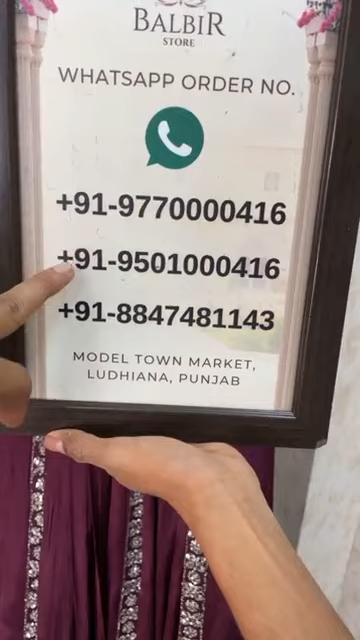 BALBIR
STORE
WHATSAPP ORDER NO.
+91-9770000416
+91-9501000416
+91-8847481143
MODEL TOWN MARKET,
LUDHIANA, PUNJAB